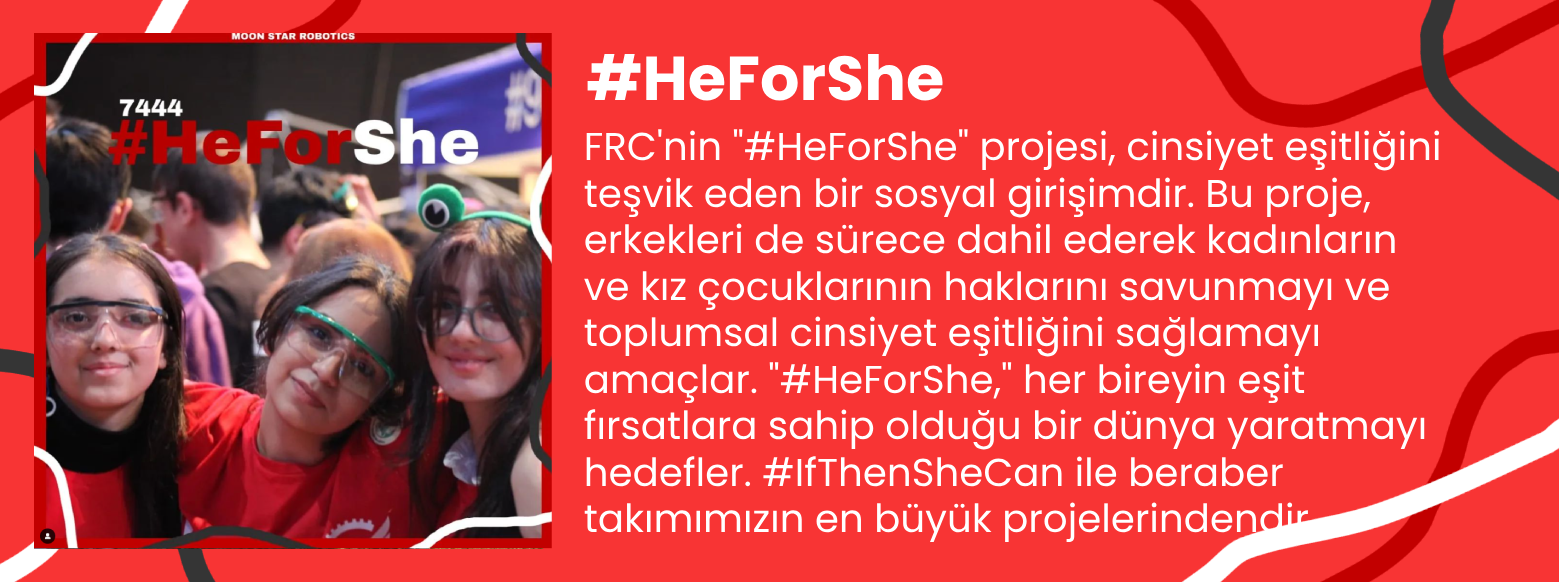 MOON STAR ROBOTICS
7444
#HeForShe
#HeForShe
FRC'nin "#HeForShe" projesi, cinsiyet eşitliğini
teşvik eden bir sosyal girişimdir. Bu proje,
erkekleri de sürece dahil ederek kadınların
ve kız çocuklarının haklarını savunmayı ve
toplumsal cinsiyet eşitliğini sağlamayı
amaçlar. "#HeForShe," her bireyin eşit
fırsatlara sahip olduğu bir dünya yaratmayı
hedefler. #IfThenSheCan ile beraber
takımımızın en büyük projelerindendir